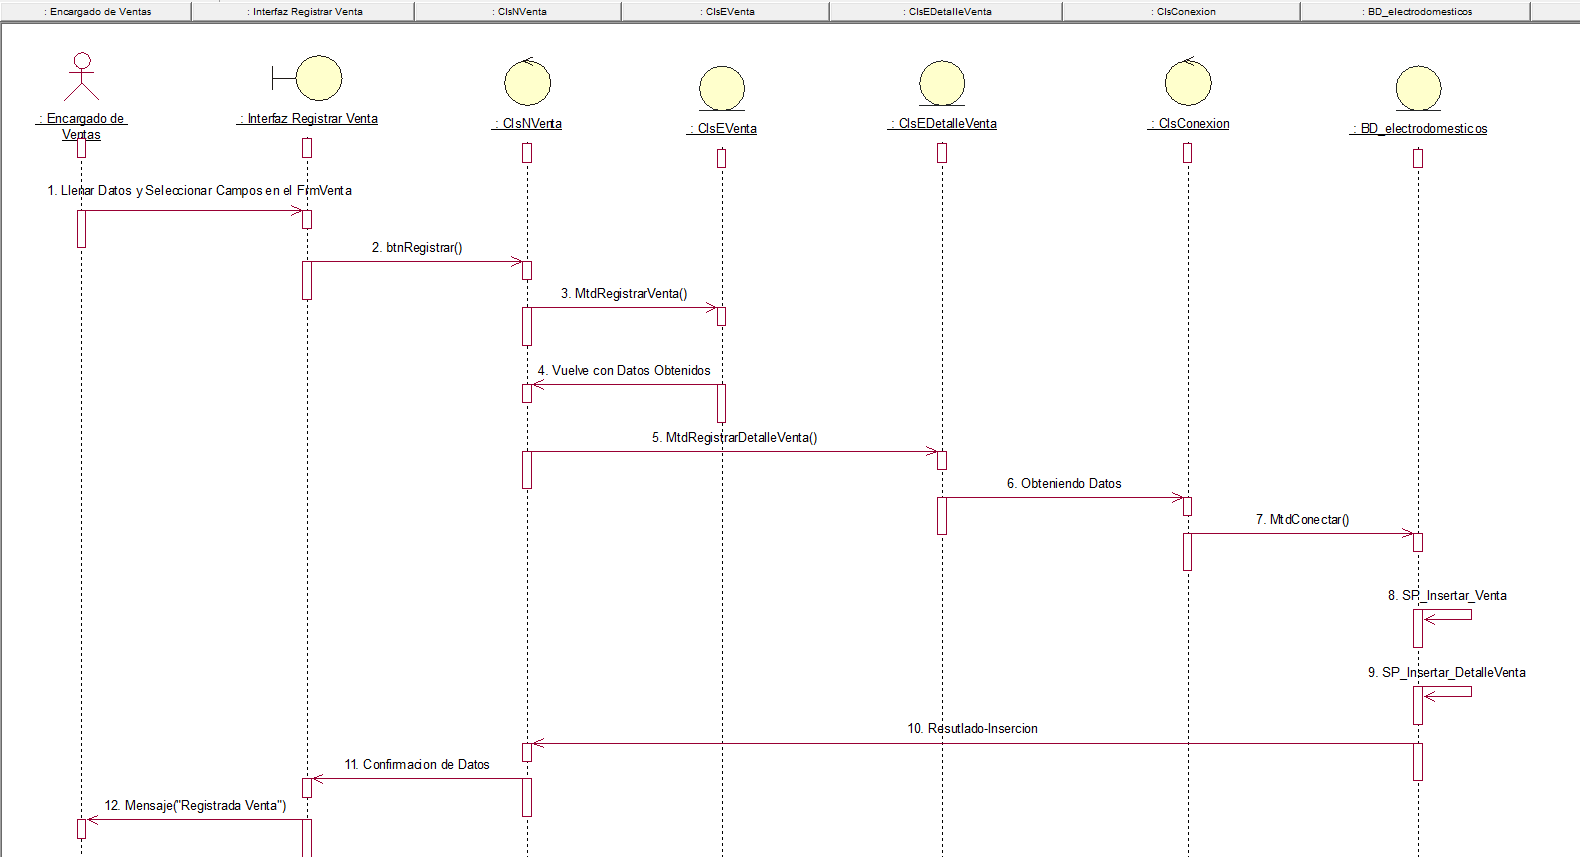 : Encargado de Ventas
: Interfaz Registrar Venta
: ClsNVenta
: ClsEVenta
: ClsEDetalleVenta
: ClsConexion
: BD_electrodomesticos
: Encargado de
Ventas
: Interfaz Registrar Venta
: ClsNVenta
: ClsEVenta
: ClsEDetalleVenta
: ClsConexion
: BD_electrodomesticos
1. Llenar Datos y Seleccionar Campos en el FrmVenta
2. btnRegistrar()
3. MtdRegistrarVenta()
4. Vuelve con Datos Obtenidos
5. MtdRegistrarDetalleVenta()
6. Obteniendo Datos
7. MtdConectar()
8. SP_Insertar_Venta
9. SP_Insertar_DetalleVenta
10. Resutlado-Insercion
11. Confirmacion de Datos
12. Mensaje("Registrada Venta")